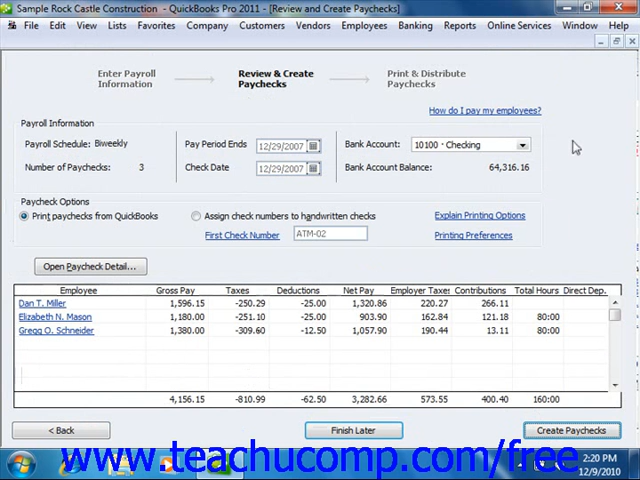 Sample Rock Castle Construction - QuickBooks Pro 2011 - [Review and Create Paychecks]
File Edit View Lists Favorites Company Customers Vendors Employees Banking Reports Online Services Window Help
Enter Payroll Information
Review & Create Paychecks
Print & Distribute Paychecks
How do I pay my employees?
Payroll Information
Payroll Schedule: Biweekly Pay Period Ends 12/29/2007 Bank Account: 10100 · Checking
Number of Paychecks: 3 Check Date 12/29/2007 Bank Account Balance: 64,316.16
Paycheck Options
Print paychecks from QuickBooks Assign check numbers to handwritten checks Explain Printing Options
First Check Number ATM-02 Printing Preferences
Open Paycheck Detail...
Employee Gross Pay Taxes Deductions Net Pay Employer Taxes Contributions Total Hours Direct Dep.
Dan T. Miller 1,596.15 -250.29 -25.00 1,320.86 220.27 266.11
Elizabeth N. Mason 1,180.00 -251.10 -25.00 903.90 162.84 121.18 80:00
Gregg O. Schneider 1,380.00 -309.60 -12.50 1,057.90 190.44 13.11 80:00
4,156.15 -810.99 -62.50 3,282.66 573.55 400.40 160:00
< Back Finish Later Create Paychecks
www.teachucomp.com/free
2:20 PM
12/9/2010